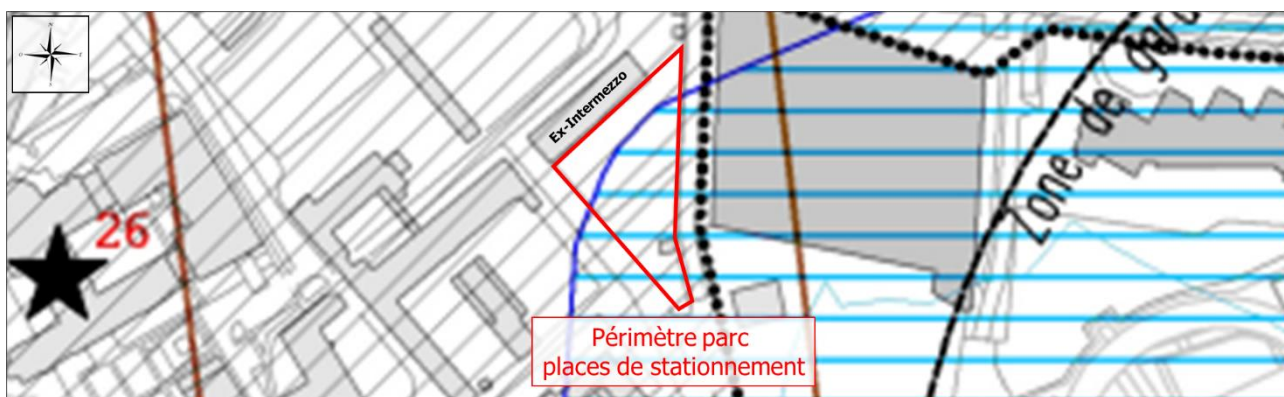 Ex-Intermezzo
Zone de
26
Périmètre parc
places de stationnement